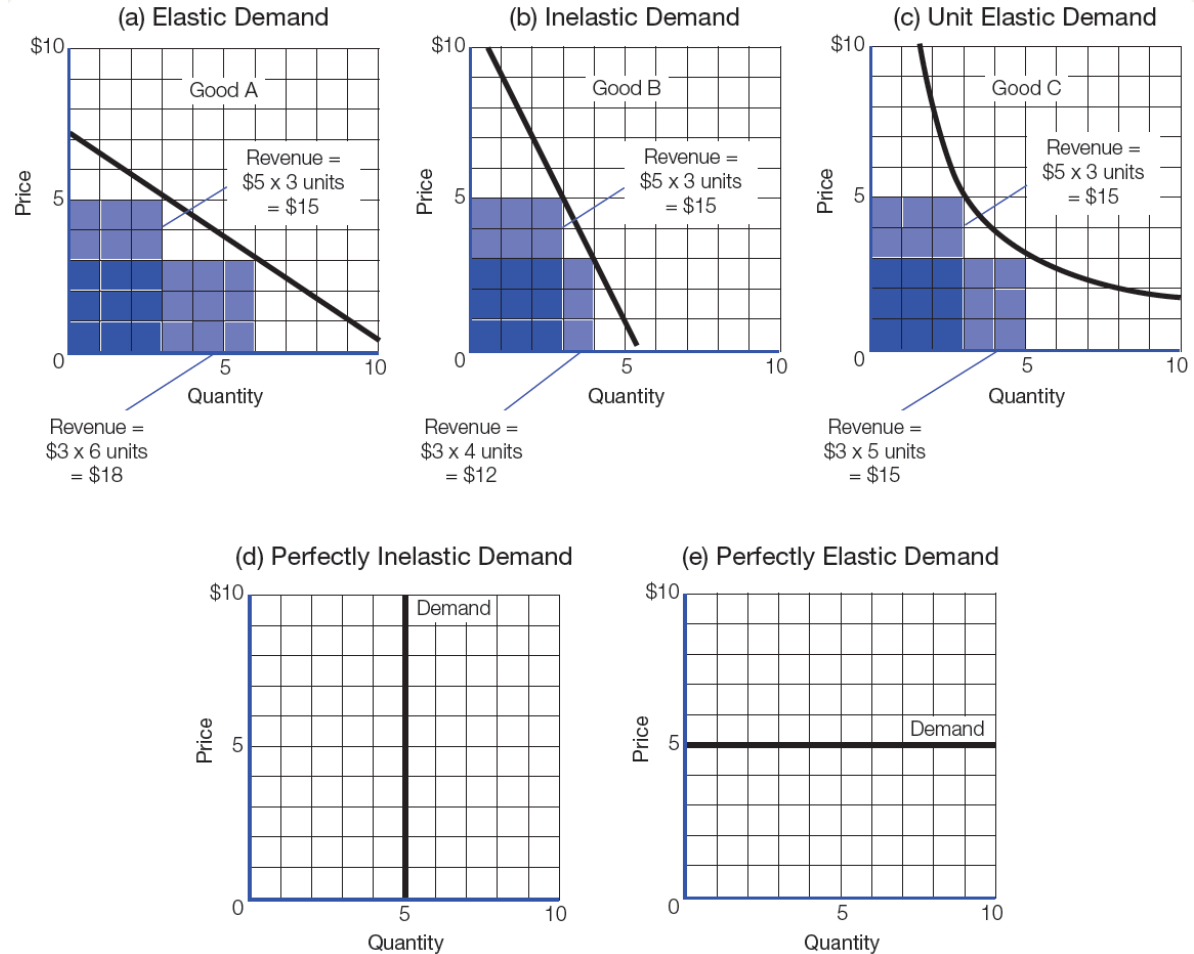 (a) Elastic Demand
$10
Good A
Revenue =
$5 x 3 units
= $15
Price
5
0
5
10
Quantity
Revenue =
$3 x 6 units
= $18
(b) Inelastic Demand
$10
Good B
Revenue =
$5 x 3 units
= $15
Price
5
0
5
10
Quantity
Revenue =
$3 x 4 units
= $12
(c) Unit Elastic Demand
$10
Good C
Revenue =
$5 x 3 units
= $15
Price
5
0
5
10
Quantity
Revenue =
$3 x 5 units
= $15
(d) Perfectly Inelastic Demand
$10
Demand
Price
5
0
5
10
Quantity
(e) Perfectly Elastic Demand
$10
Demand
Price
5
0
5
10
Quantity